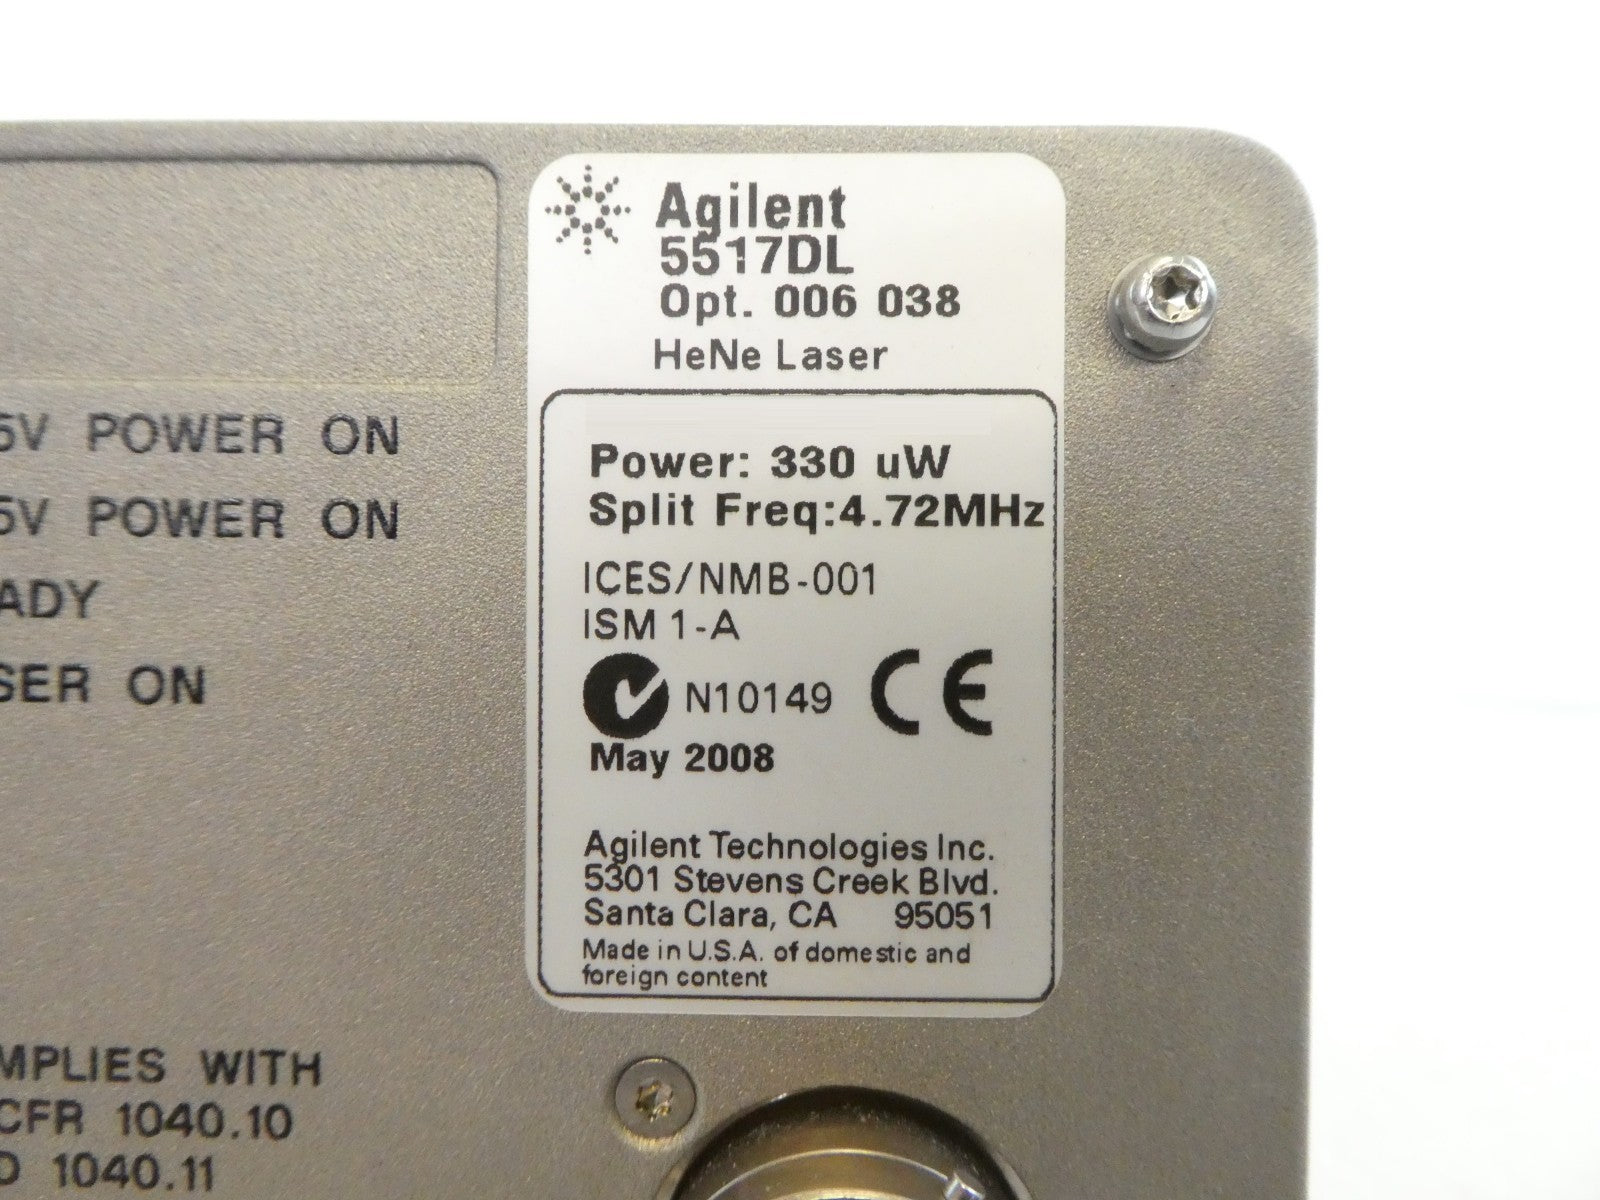 Agilent
5517DL
Opt. 006 038
HeNe Laser
Power: 330 uW
Split Freq:4.72MHz
ICES/NMB-001
ISM 1-A
N10149 CE
May 2008
Agilent Technologies Inc.
5301 Stevens Creek Blvd.
Santa Clara, CA 95051
Made in U.S.A. of domestic and
foreign content
5V POWER ON
5V POWER ON
ADY
SER ON
MPLIES WITH
CFR 1040.10
D 1040.11